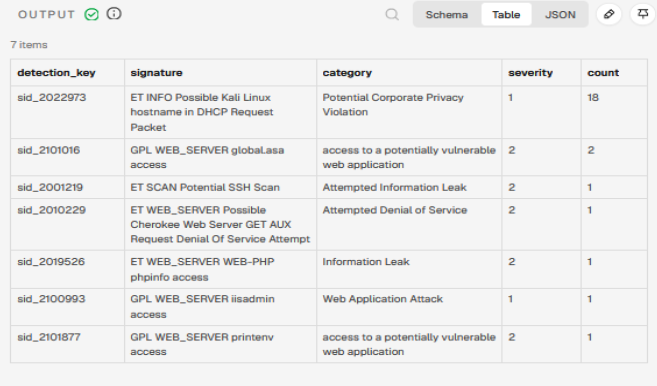 OUTPUT
Schema Table JSON
7 items
detection_key signature category severity count
sid_2022973 ET INFO Possible Kali Linux hostname in DHCP Request Packet Potential Corporate Privacy Violation 1 18
sid_2101016 GPL WEB_SERVER global.asa access access to a potentially vulnerable web application 2 2
sid_2001219 ET SCAN Potential SSH Scan Attempted Information Leak 2 1
sid_2010229 ET WEB_SERVER Possible Cherokee Web Server GET AUX Request Denial Of Service Attempt Attempted Denial of Service 2 1
sid_2019526 ET WEB_SERVER WEB-PHP phpinfo access Information Leak 2 1
sid_2100993 GPL WEB_SERVER iisadmin access Web Application Attack 1 1
sid_2101877 GPL WEB_SERVER printenv access access to a potentially vulnerable web application 2 1